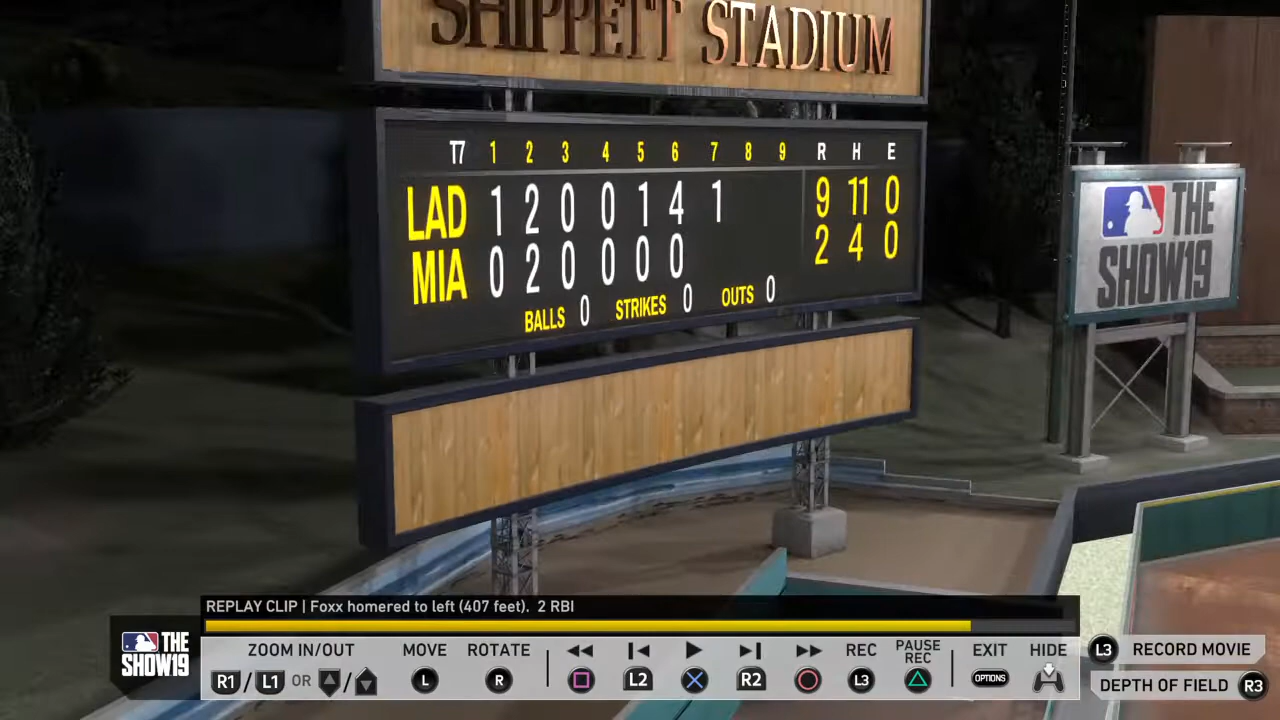 SHIPPETT STADIUM
T7 1 2 3 4 5 6 7 8 9 R H E
LAD 1 2 0 0 1 4 1 9 11 0
MIA 0 2 0 0 0 0 2 4 0
BALLS 0 STRIKES 0 OUTS 0
THE
SHOW19
REPLAY CLIP | Foxx homered to left (407 feet). 2 RBI
THE
SHOW19
ZOOM IN/OUT MOVE ROTATE REC PAUSE REC EXIT HIDE
R1 / L1 OR / L R L2 R2 L3 OPTIONS
L3 RECORD MOVIE
DEPTH OF FIELD R3